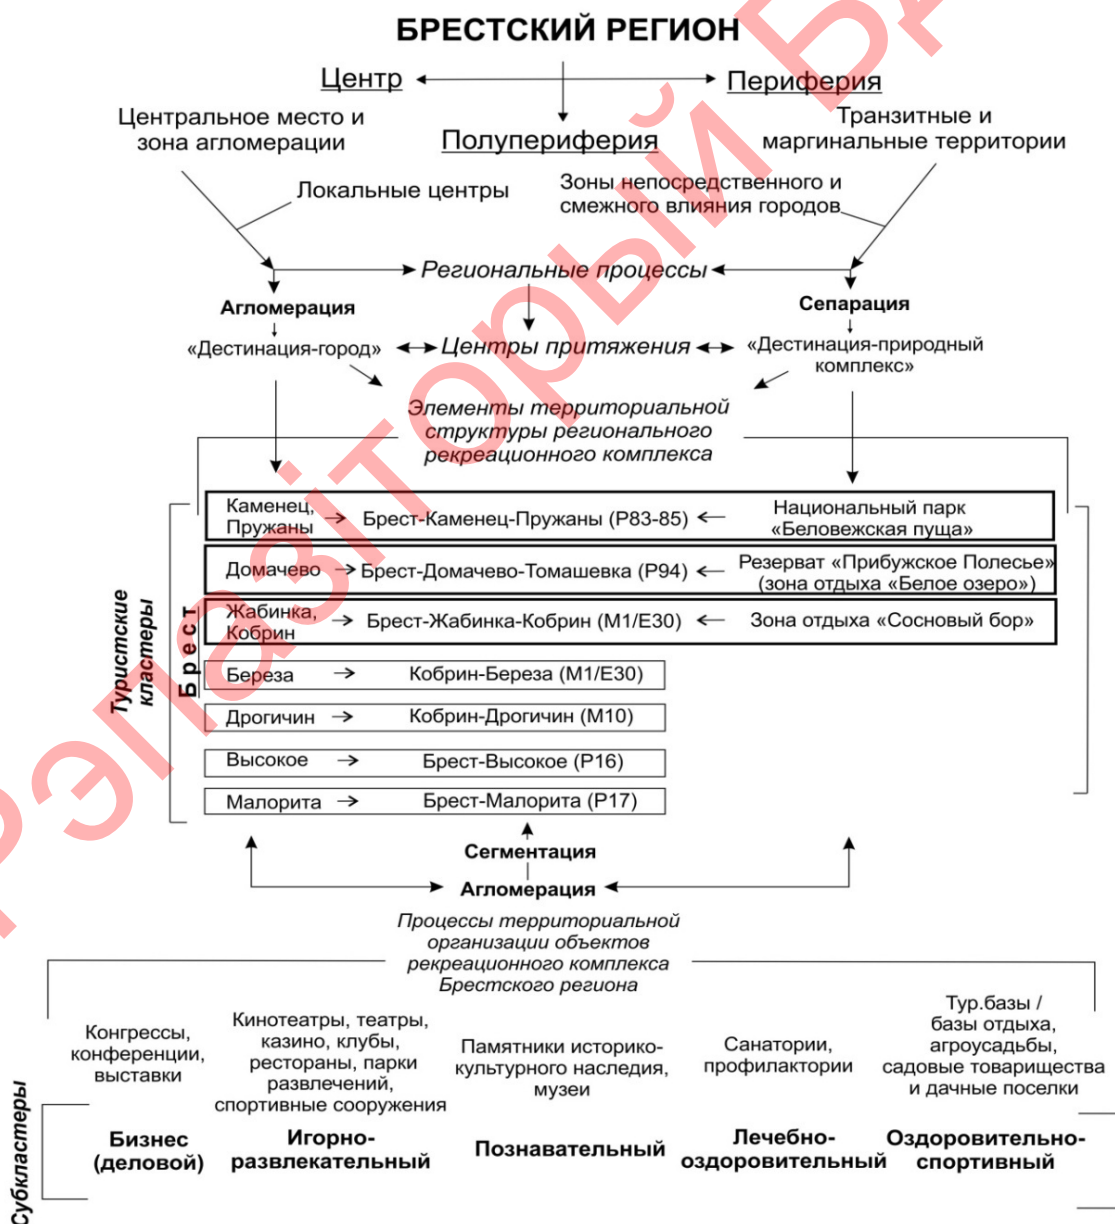 БРЕСТСКИЙ РЕГИОН
Центр
Периферия
Центральное место и
зона агломерации
Полупериферия
Транзитные и
маргинальные территории
Локальные центры
Зоны непосредственного и
смежного влияния городов
Региональные процессы
Агломерация
Сепарация
«Дестинация-город»
Центры притяжения
«Дестинация-природный
комплекс»
Элементы территориальной
структуры регионального
рекреационного комплекса
Туристские
кластеры
Брест
Каменец,
Пружаны
Брест-Каменец-Пружаны (Р83-85)
Национальный парк
«Беловежская пуща»
Домачево
Брест-Домачево-Томашевка (Р94)
Резерват «Прибужское Полесье»
(зона отдыха «Белое озеро»)
Жабинка,
Кобрин
Брест-Жабинка-Кобрин (М1/Е30)
Зона отдыха «Сосновый бор»
Береза
Кобрин-Береза (М1/Е30)
Дрогичин
Кобрин-Дрогичин (М10)
Высокое
Брест-Высокое (Р16)
Малорита
Брест-Малорита (Р17)
Сегментация
Агломерация
Процессы территориальной
организации объектов
рекреационного комплекса
Брестского региона
Конгрессы,
конференции,
выставки
Кинотеатры, театры,
казино, клубы,
рестораны, парки
развлечений,
спортивные сооружения
Памятники историко-
культурного наследия,
музеи
Санатории,
профилактории
Тур.базы /
базы отдыха,
агроусадьбы,
садовые товарищества
и дачные поселки
Субкластеры
Бизнес
(деловой)
Игорно-
развлекательный
Познавательный
Лечебно-
оздоровительный
Оздоровительно-
спортивный
Рэпазіторый